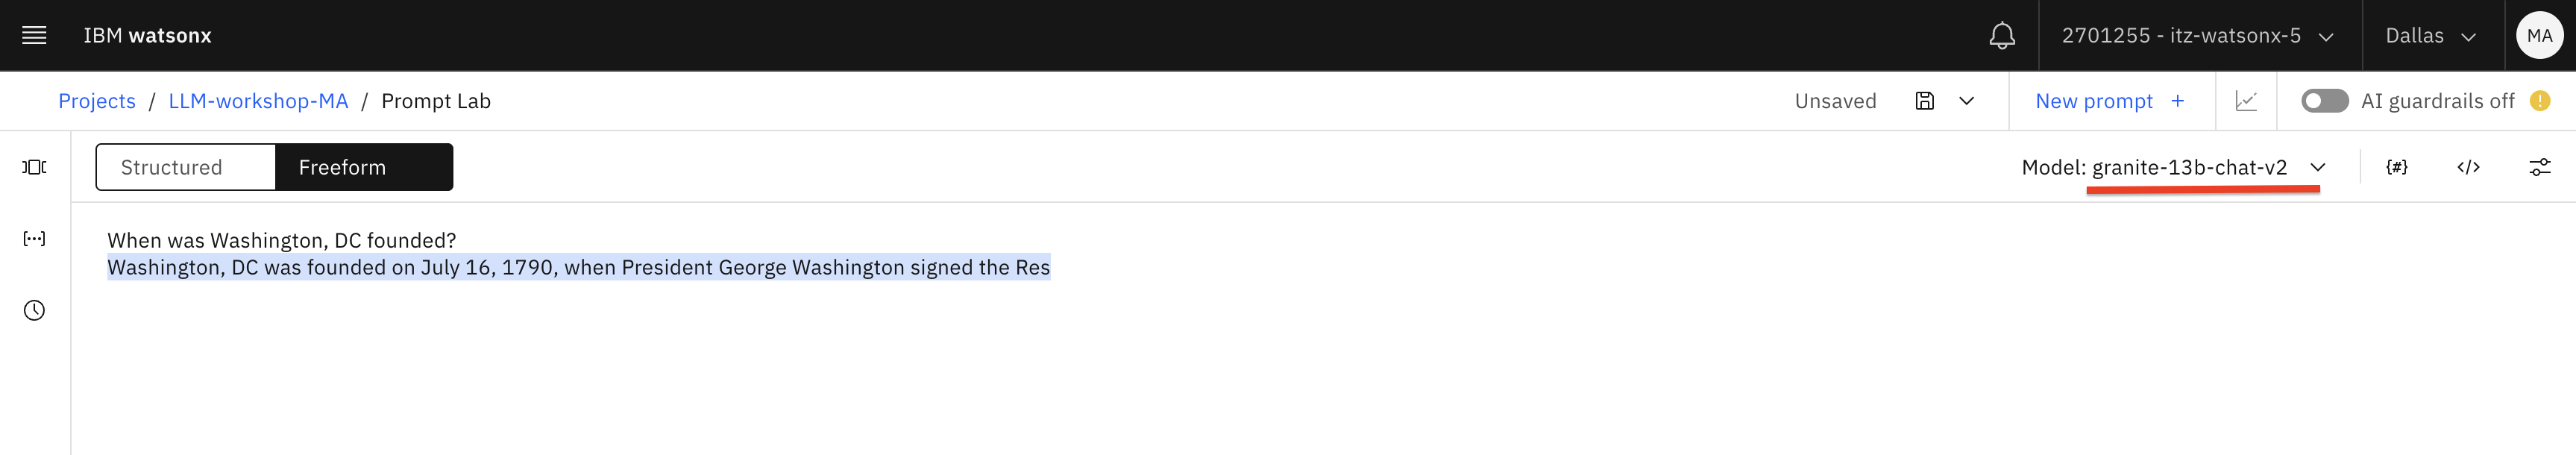 IBM watsonx
2701255 - itz-watsonx-5
Dallas
MA
Projects / LLM-workshop-MA / Prompt Lab
Unsaved
New prompt +
AI guardrails off
Structured
Freeform
Model: granite-13b-chat-v2
{#}
</>
When was Washington, DC founded?
Washington, DC was founded on July 16, 1790, when President George Washington signed the Res